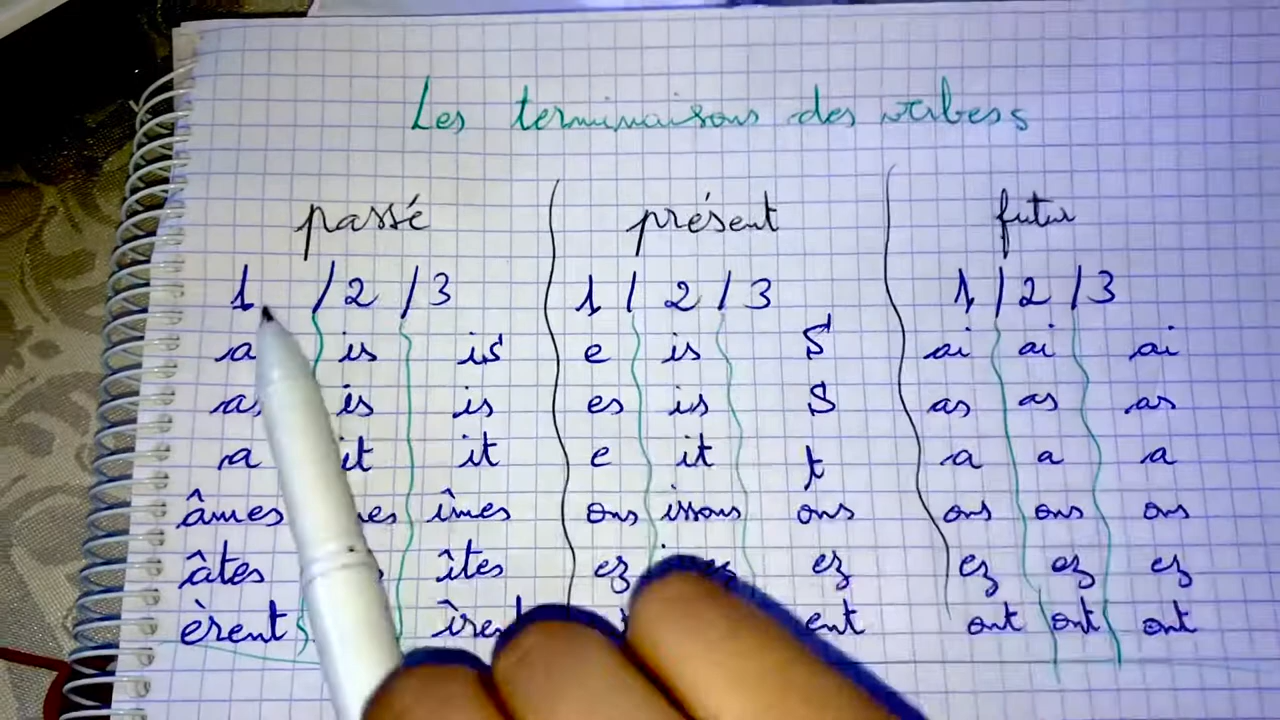 Les terminaisons des verbes s
passé présent futur
1 / 2 / 3 1 / 2 / 3 1 / 2 / 3
a is is e is S ai ai ai
a is is es is S as as as
a it it e it t a a a
âmes îmes ons issons ons ons ons ons
âtes îtes ez ez ez ez ez
èrent ent ont ont ont